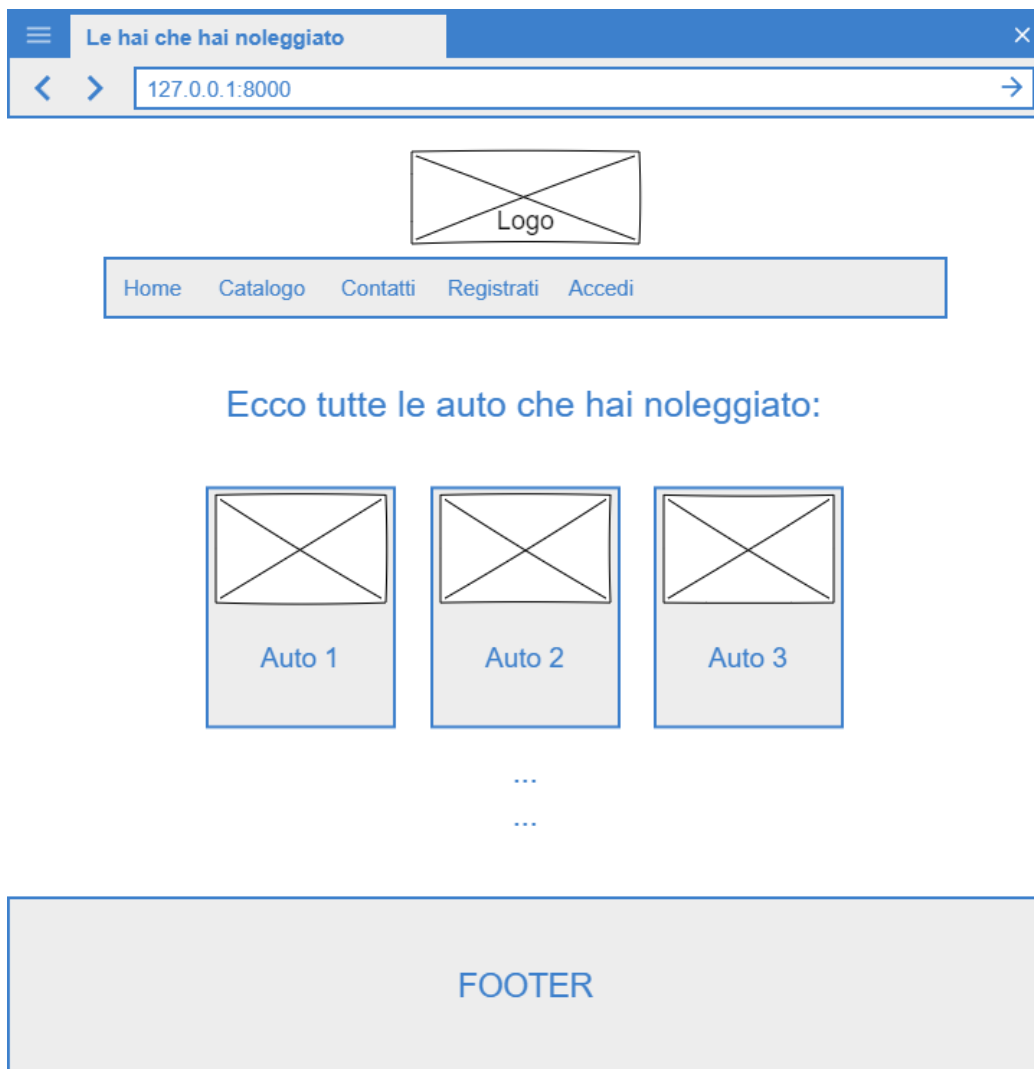 Le hai che hai noleggiato
127.0.0.1:8000
Logo
Home Catalogo Contatti Registrati Accedi
Ecco tutte le auto che hai noleggiato:
Auto 1 Auto 2 Auto 3
...
...
FOOTER